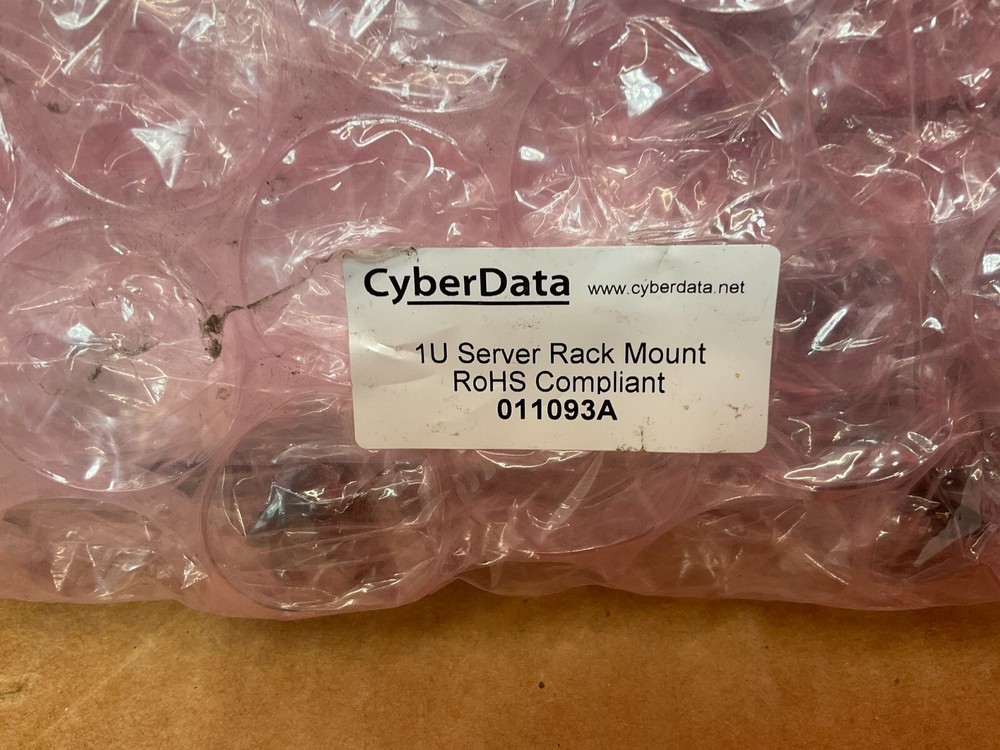 CyberData www.cyberdata.net
1U Server Rack Mount
RoHS Compliant
011093A